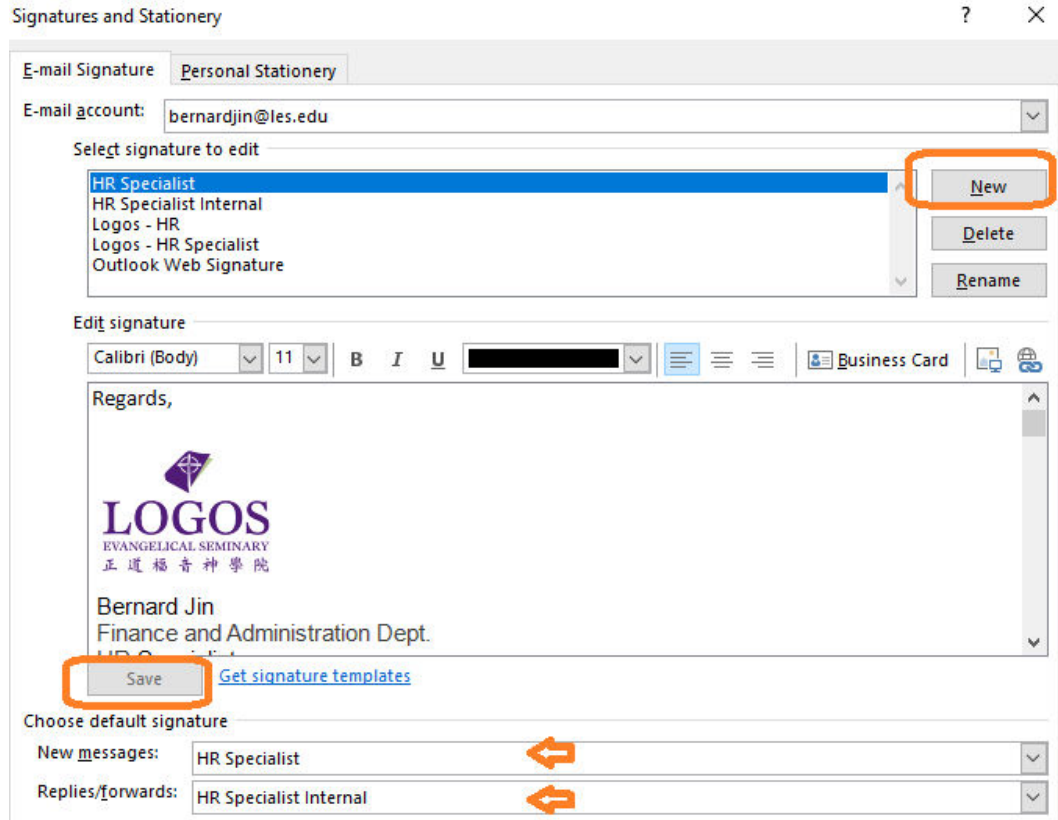 Signatures and Stationery ? ×
E-mail Signature Personal Stationery
E-mail account: bernardjin@les.edu
Select signature to edit
HR Specialist
HR Specialist Internal
Logos - HR
Logos - HR Specialist
Outlook Web Signature
New
Delete
Rename
Edit signature
Calibri (Body) 11 B I U Business Card
Regards,
LOGOS
EVANGELICAL SEMINARY
正道福音神學院
Bernard Jin
Finance and Administration Dept.
HR Specialist
Save Get signature templates
Choose default signature
New messages: HR Specialist
Replies/forwards: HR Specialist Internal